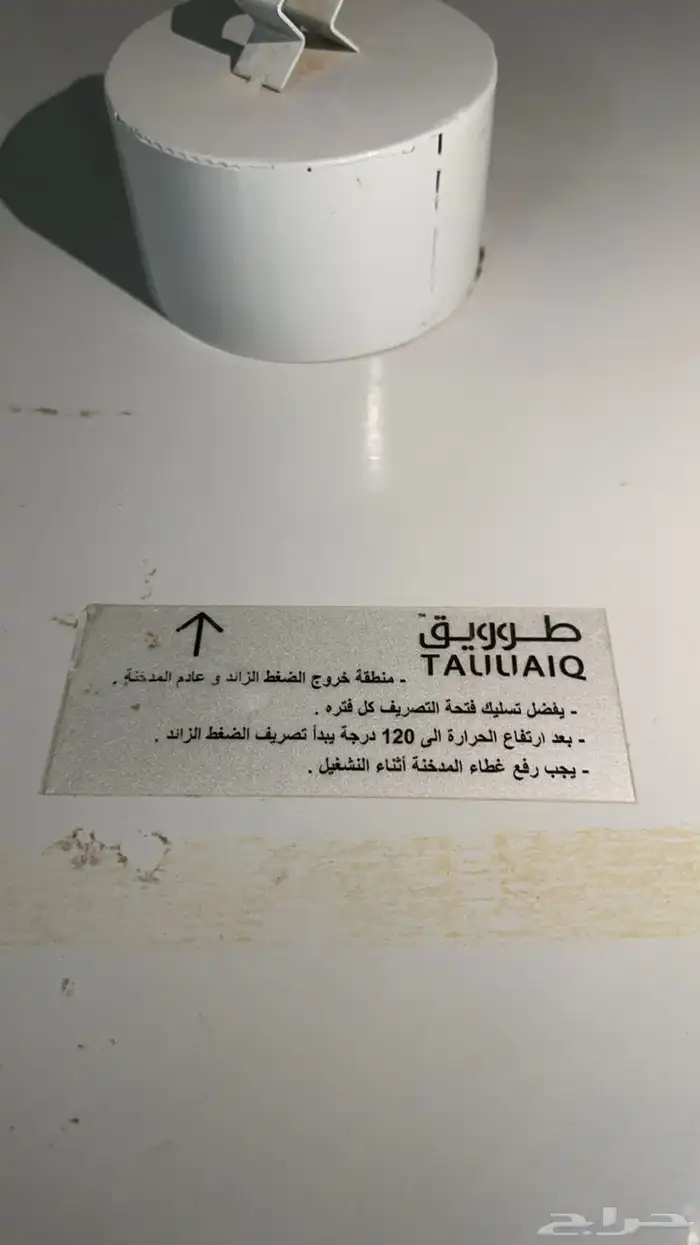 طوويق™
TAUUAIQ
- منطقة خروج الضغط الزائد و عادم المدخنة .
- يفضل تسليك فتحة التصريف كل فتره .
- بعد ارتفاع الحرارة الى 120 درجة يبدأ تصريف الضغط الزائد .
- يجب رفع غطاء المدخنة أثناء التشغيل .
حراج